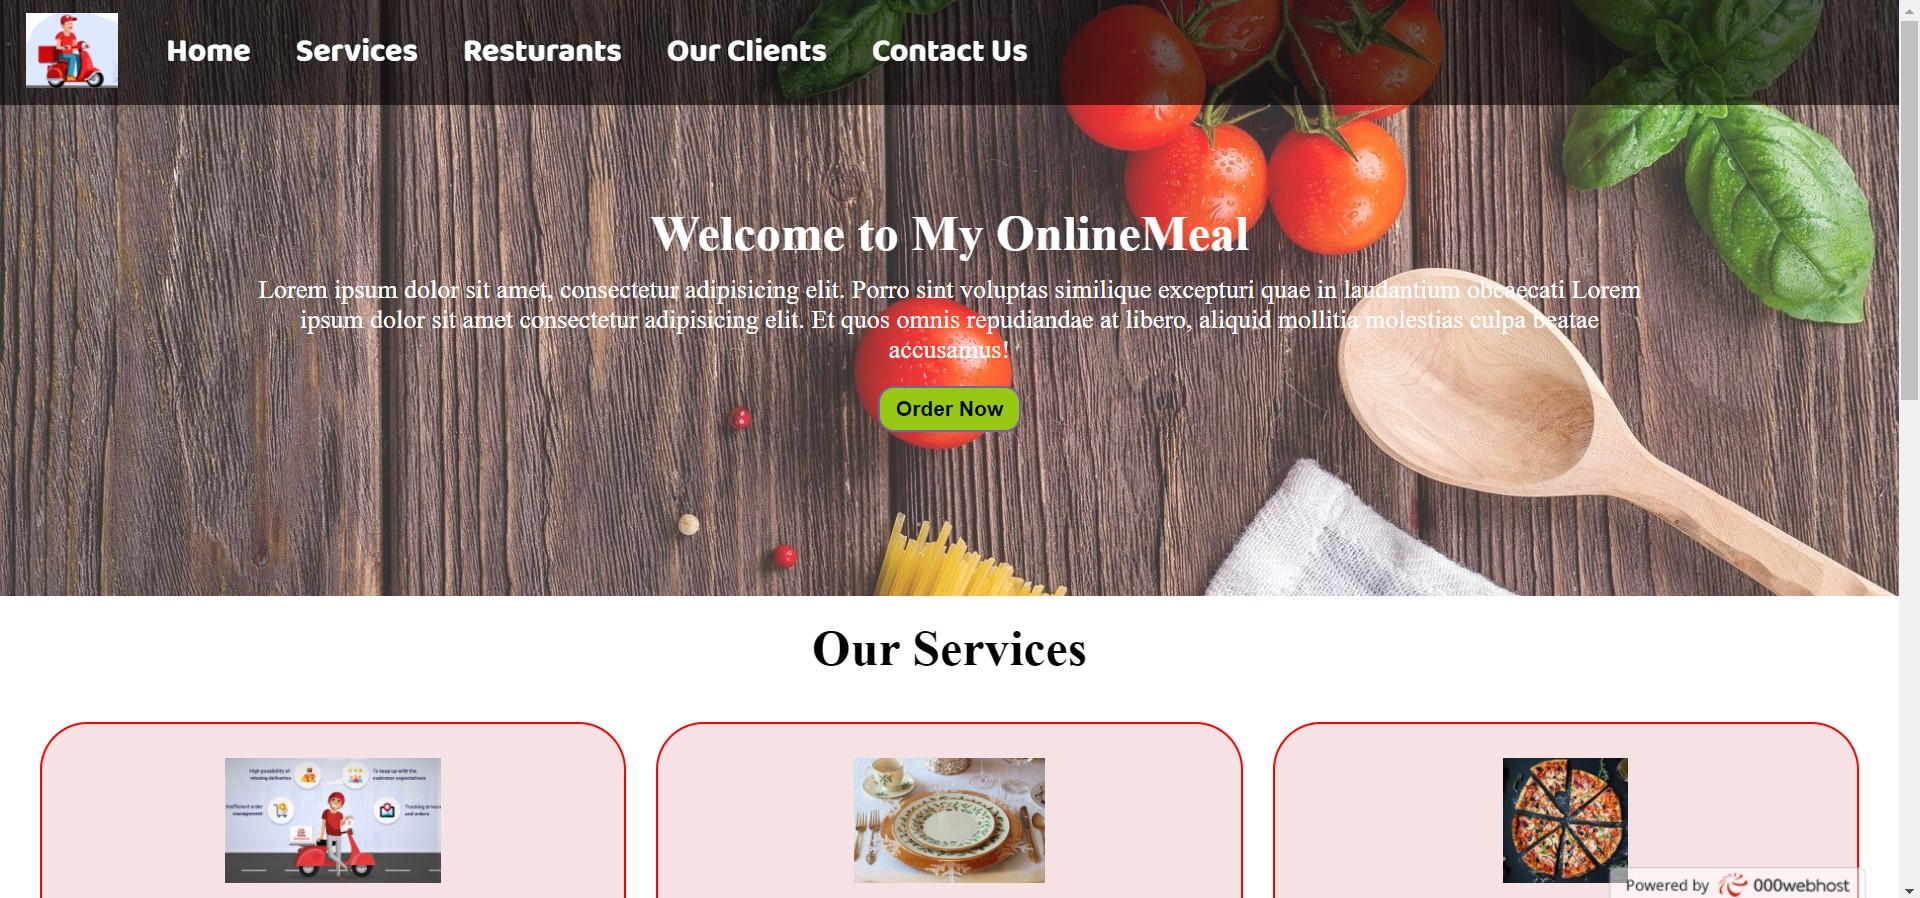 Home Services Resturants Our Clients Contact Us
Welcome to My OnlineMeal
Lorem ipsum dolor sit amet, consectetur adipisicing elit. Porro sint voluptas similique excepturi quae in laudantium obcaecati Lorem
ipsum dolor sit amet consectetur adipisicing elit. Et quos omnis repudiandae at libero, aliquid mollitia molestias culpa beatae
accusamus!
Order Now
Our Services
High possibility of
missing deliveries
To keep up with the
customer expectations
Inefficient order
management
Tracking drivers
and orders
Powered by 000webhost